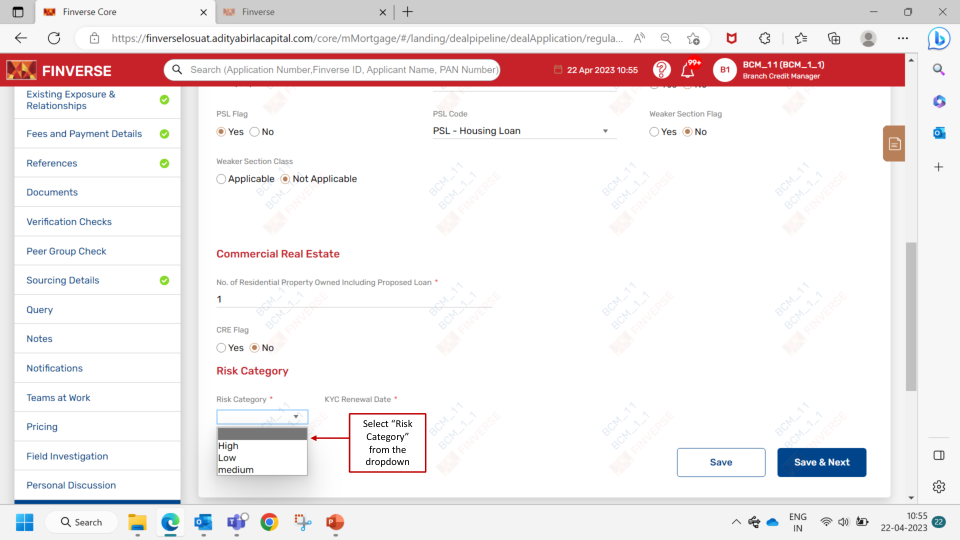 Finverse Core
Finverse
https://finverselosuat.adityabirlacapital.com/core/mMortgage/#/landing/dealpipeline/dealApplication/regula...
FINVERSE
Search (Application Number,Finverse ID, Applicant Name, PAN Number)
22 Apr 2023 10:55
99+
B1
BCM_11 (BCM_1_1)
Branch Credit Manager
Existing Exposure &
Relationships
Fees and Payment Details
References
Documents
Verification Checks
Peer Group Check
Sourcing Details
Query
Notes
Notifications
Teams at Work
Pricing
Field Investigation
Personal Discussion
PSL Flag
Yes No
PSL Code
PSL - Housing Loan
Weaker Section Flag
Yes No
Weaker Section Class
Applicable Not Applicable
Commercial Real Estate
No. of Residential Property Owned Including Proposed Loan *
1
CRE Flag
Yes No
Risk Category
Risk Category *
KYC Renewal Date *
High
Low
medium
Select “Risk
Category”
from the
dropdown
Save
Save & Next
BCM_11
BCM_1_1
FINVERSE
Search
ENG
IN
10:55
22-04-2023
22